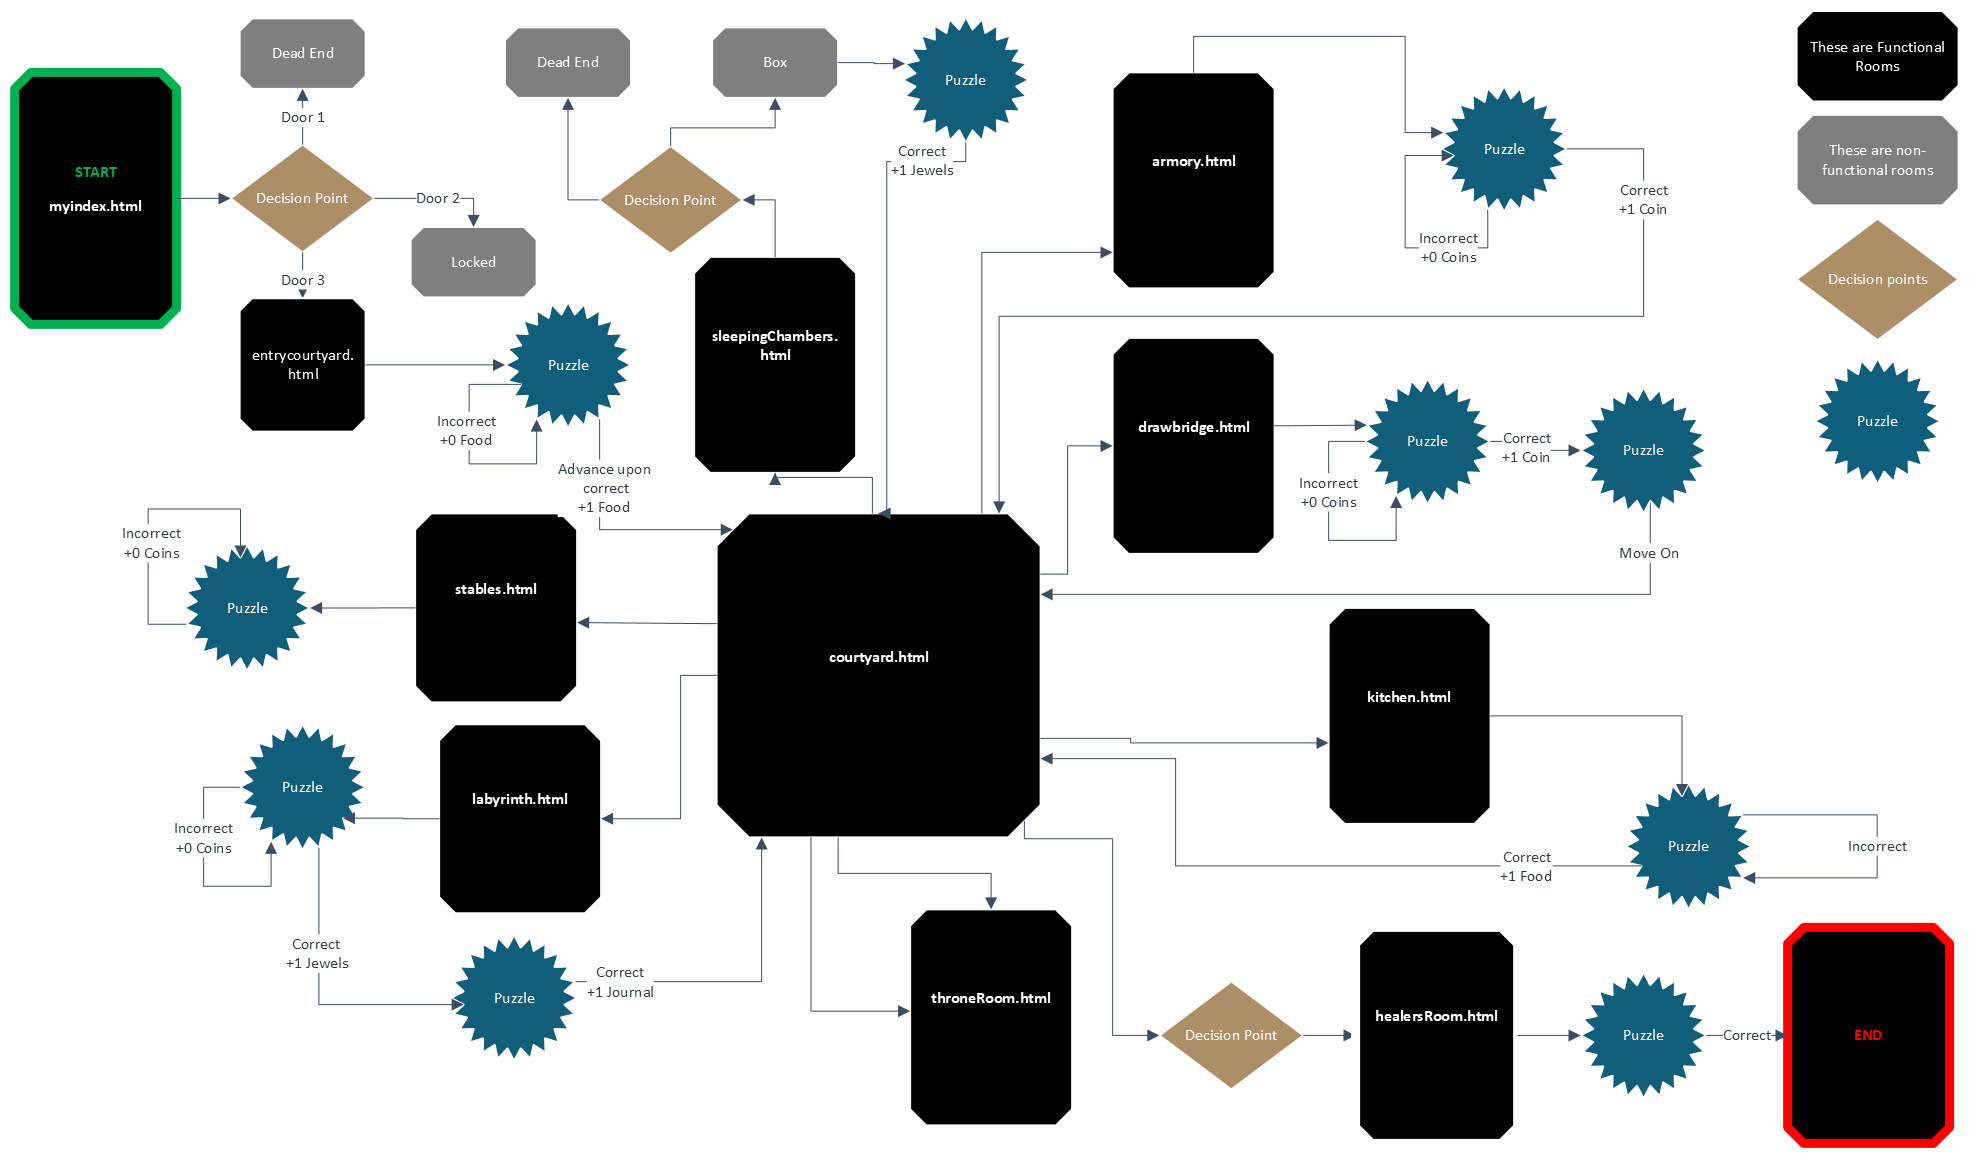 START
myindex.html
Dead End
Door 1
Decision Point
Door 2
Locked
Door 3
entrycourtyard.
html
Puzzle
Incorrect
+0 Food
Advance upon
correct
+1 Food
Dead End
Box
Puzzle
Correct
+1 Jewels
Decision Point
sleepingChambers.
html
armory.html
Puzzle
Incorrect
+0 Coins
Correct
+1 Coin
drawbridge.html
Puzzle
Incorrect
+0 Coins
Correct
+1 Coin
Puzzle
Move On
These are Functional
Rooms
These are non-
functional rooms
Decision points
Puzzle
Incorrect
+0 Coins
Puzzle
stables.html
courtyard.html
kitchen.html
Puzzle
Incorrect
Correct
+1 Food
Puzzle
Incorrect
+0 Coins
labyrinth.html
Correct
+1 Jewels
Puzzle
Correct
+1 Journal
throneRoom.html
Decision Point
healersRoom.html
Puzzle
Correct
END